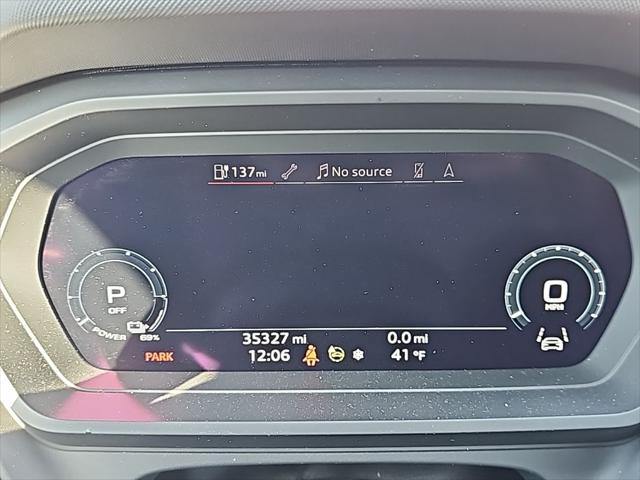 137 mi No source
P
OFF
POWER 69%
0
MPH
35327 mi 0.0 mi
PARK 12:06 41 °F